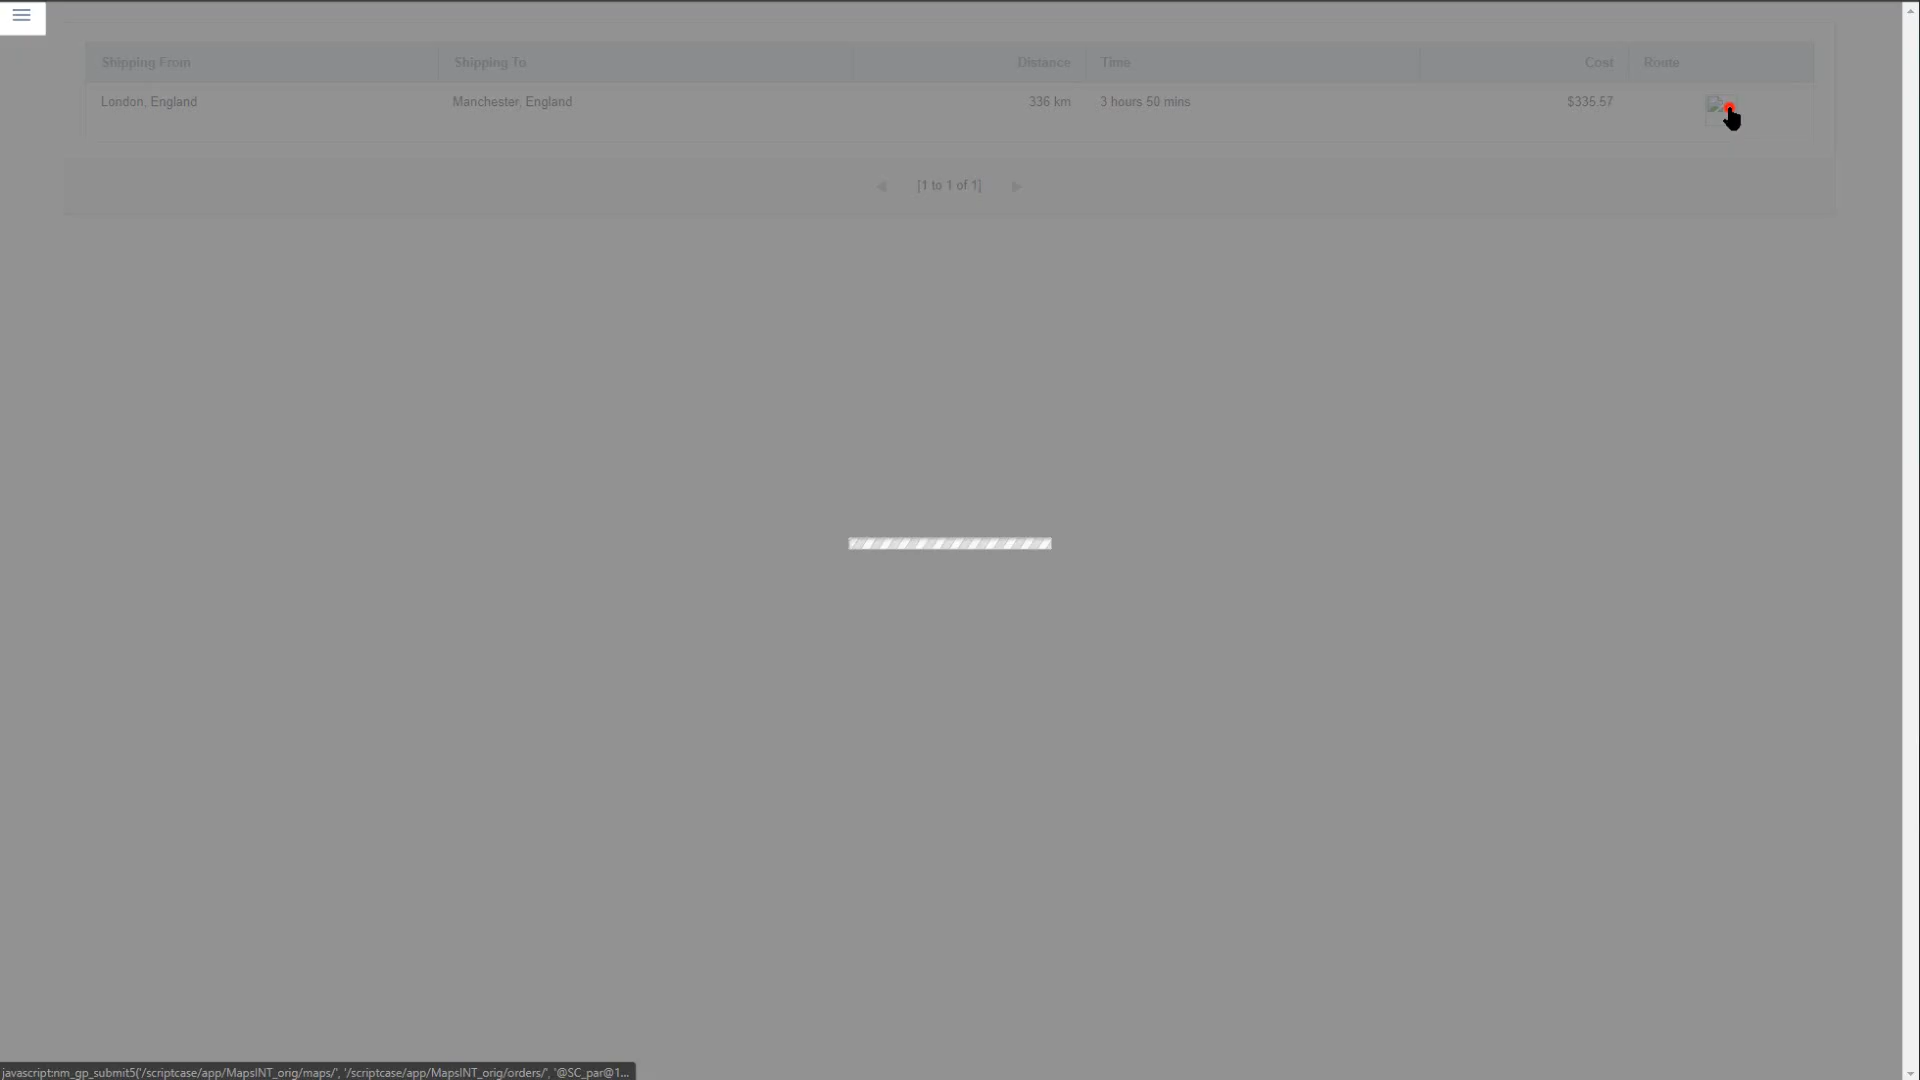 Shipping From Shipping To Distance Time Cost Route
London, England Manchester, England 336 km 3 hours 50 mins $335.57
[1 to 1 of 1]
javascript:nm_gp_submit5('/scriptcase/app/MapsINT_orig/maps/', '/scriptcase/app/MapsINT_orig/orders/', '@SC_par@1...